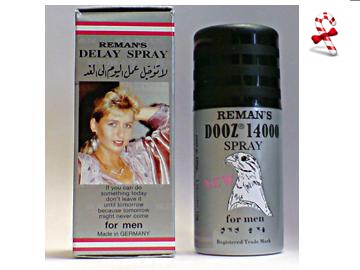 REMAN'S
DELAY SPRAY
لا تؤجل عمل اليوم الى لغد
If you can do
something today
don't leave it
until tomorrow
because tomorrow
might never come
for men
Made in GERMANY
REMAN'S
DOOZ® 14000
SPRAY
NEW
for men
Registered Trade Mark